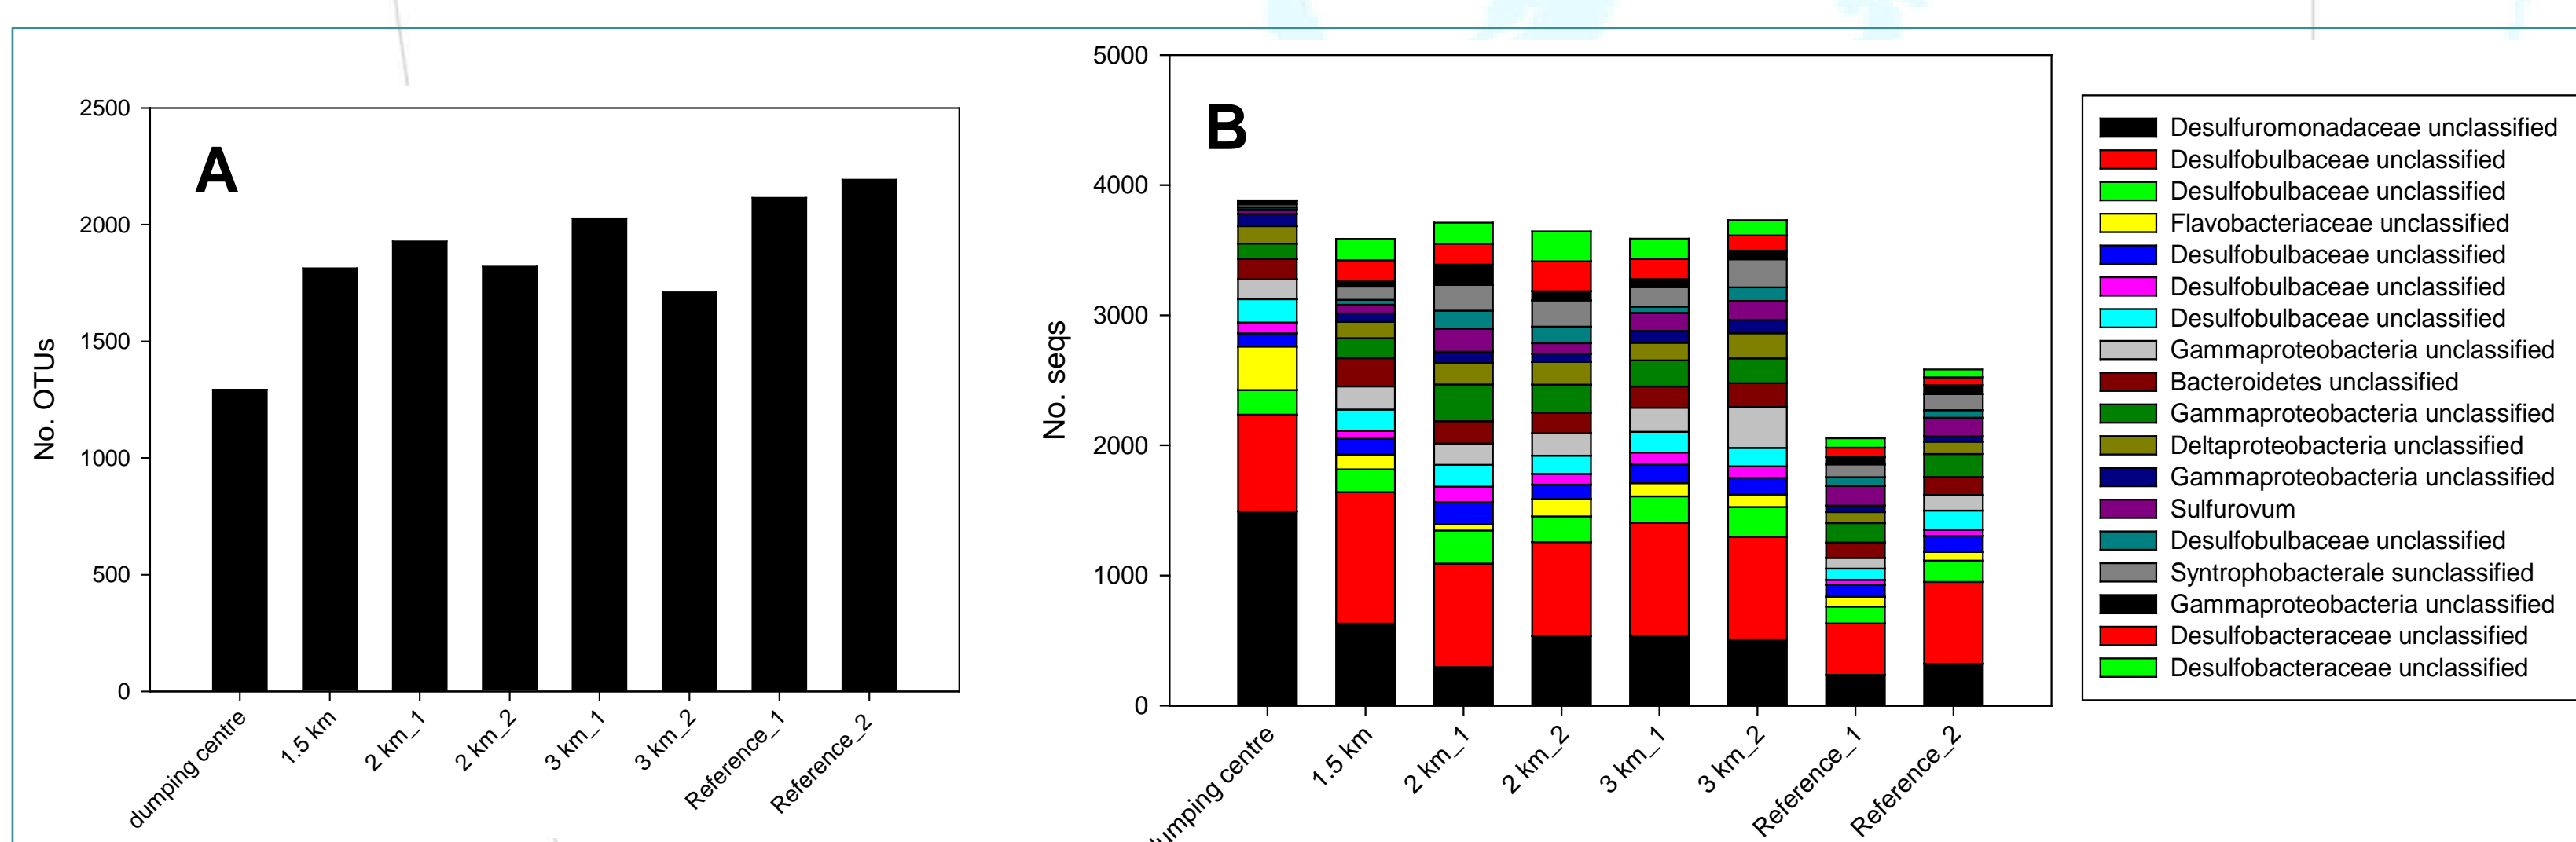 A
No. OTUs
2500
2000
1500
1000
500
0
dumping centre
1.5 km
2 km_1
2 km_2
3 km_1
3 km_2
Reference_1
Reference_2
B
No. seqs
5000
4000
3000
2000
1000
0
dumping centre
1.5 km
2 km_1
2 km_2
3 km_1
3 km_2
Reference_1
Reference_2
Desulfuromonadaceae unclassified
Desulfobulbaceae unclassified
Desulfobulbaceae unclassified
Flavobacteriaceae unclassified
Desulfobulbaceae unclassified
Desulfobulbaceae unclassified
Desulfobulbaceae unclassified
Gammaproteobacteria unclassified
Bacteroidetes unclassified
Gammaproteobacteria unclassified
Deltaproteobacteria unclassified
Gammaproteobacteria unclassified
Sulfurovum
Desulfobulbaceae unclassified
Syntrophobacterale sunclassified
Gammaproteobacteria unclassified
Desulfobacteraceae unclassified
Desulfobacteraceae unclassified